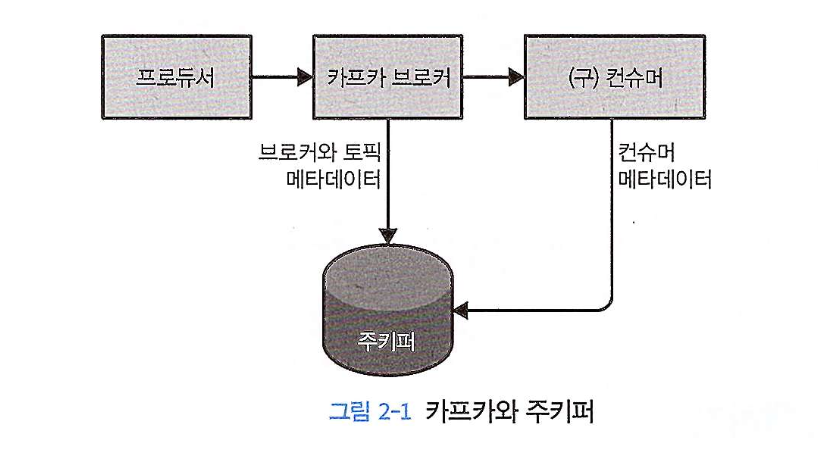 프로듀서
카프카 브로커
(구) 컨슈머
브로커와 토픽
메타데이터
컨슈머
메타데이터
주키퍼
그림 2-1 카프카와 주키퍼